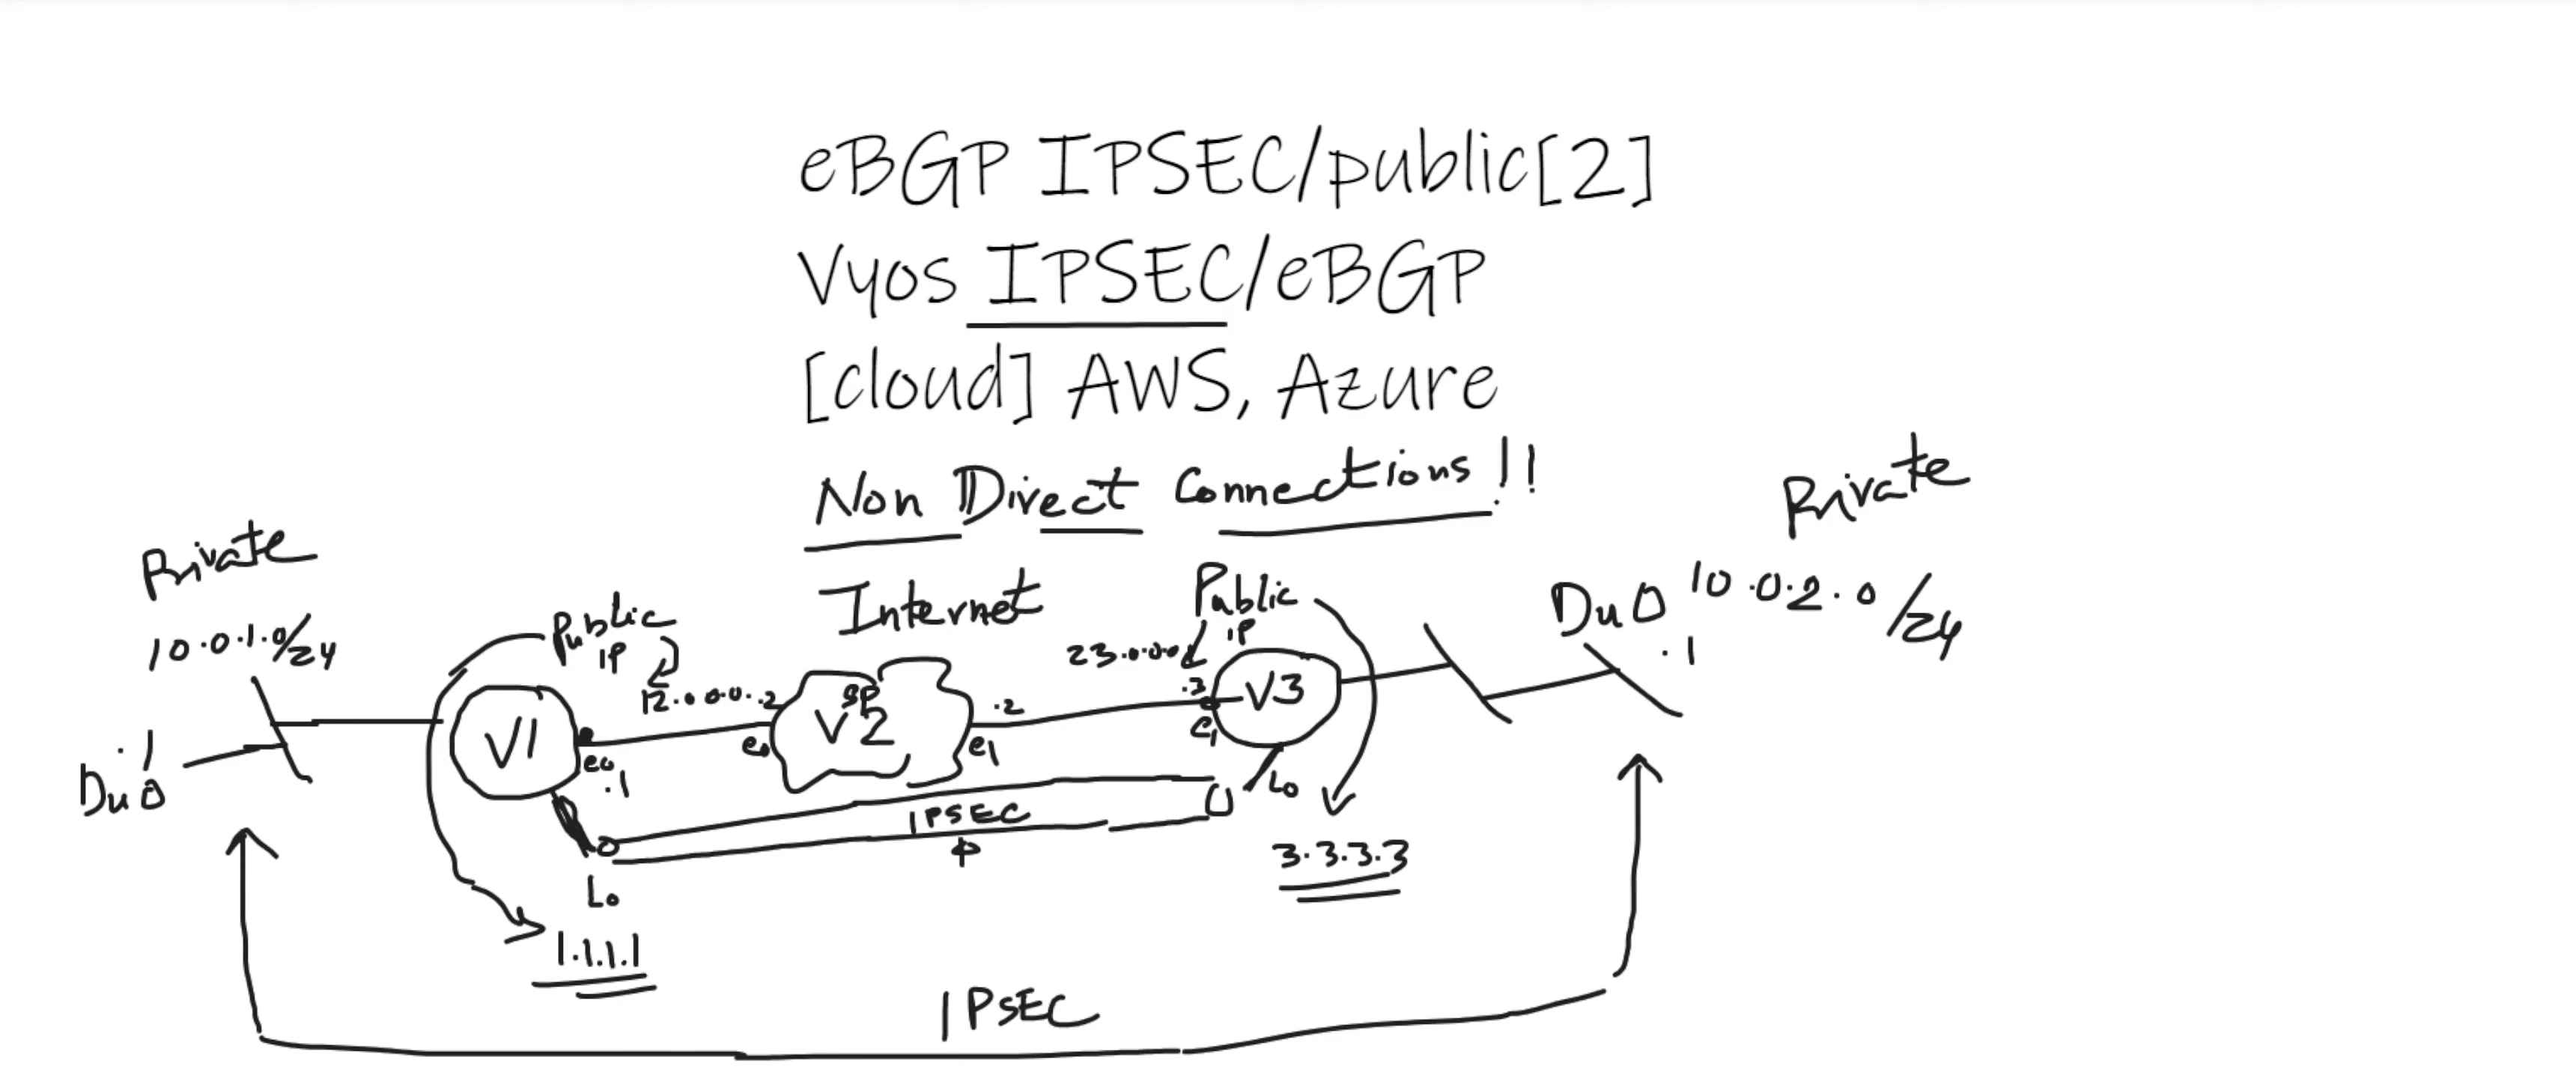 eBGP IPSEC/public[2]
Vyos IPSEC/eBGP
[cloud] AWS, Azure
Non Direct Connections!!
Private
10.0.1.0/24
.1
Du0
Public
IP
V1
e0
.1
12.0.0.0
.2
Internet
SP
V2
e0
.2
e1
Public
IP
23.0.0.0
.3
V3
e1
Lo
3.3.3.3
IPSEC
Lo
1.1.1.1
Private
Du0 10.0.2.0/24
.1
IPSEC